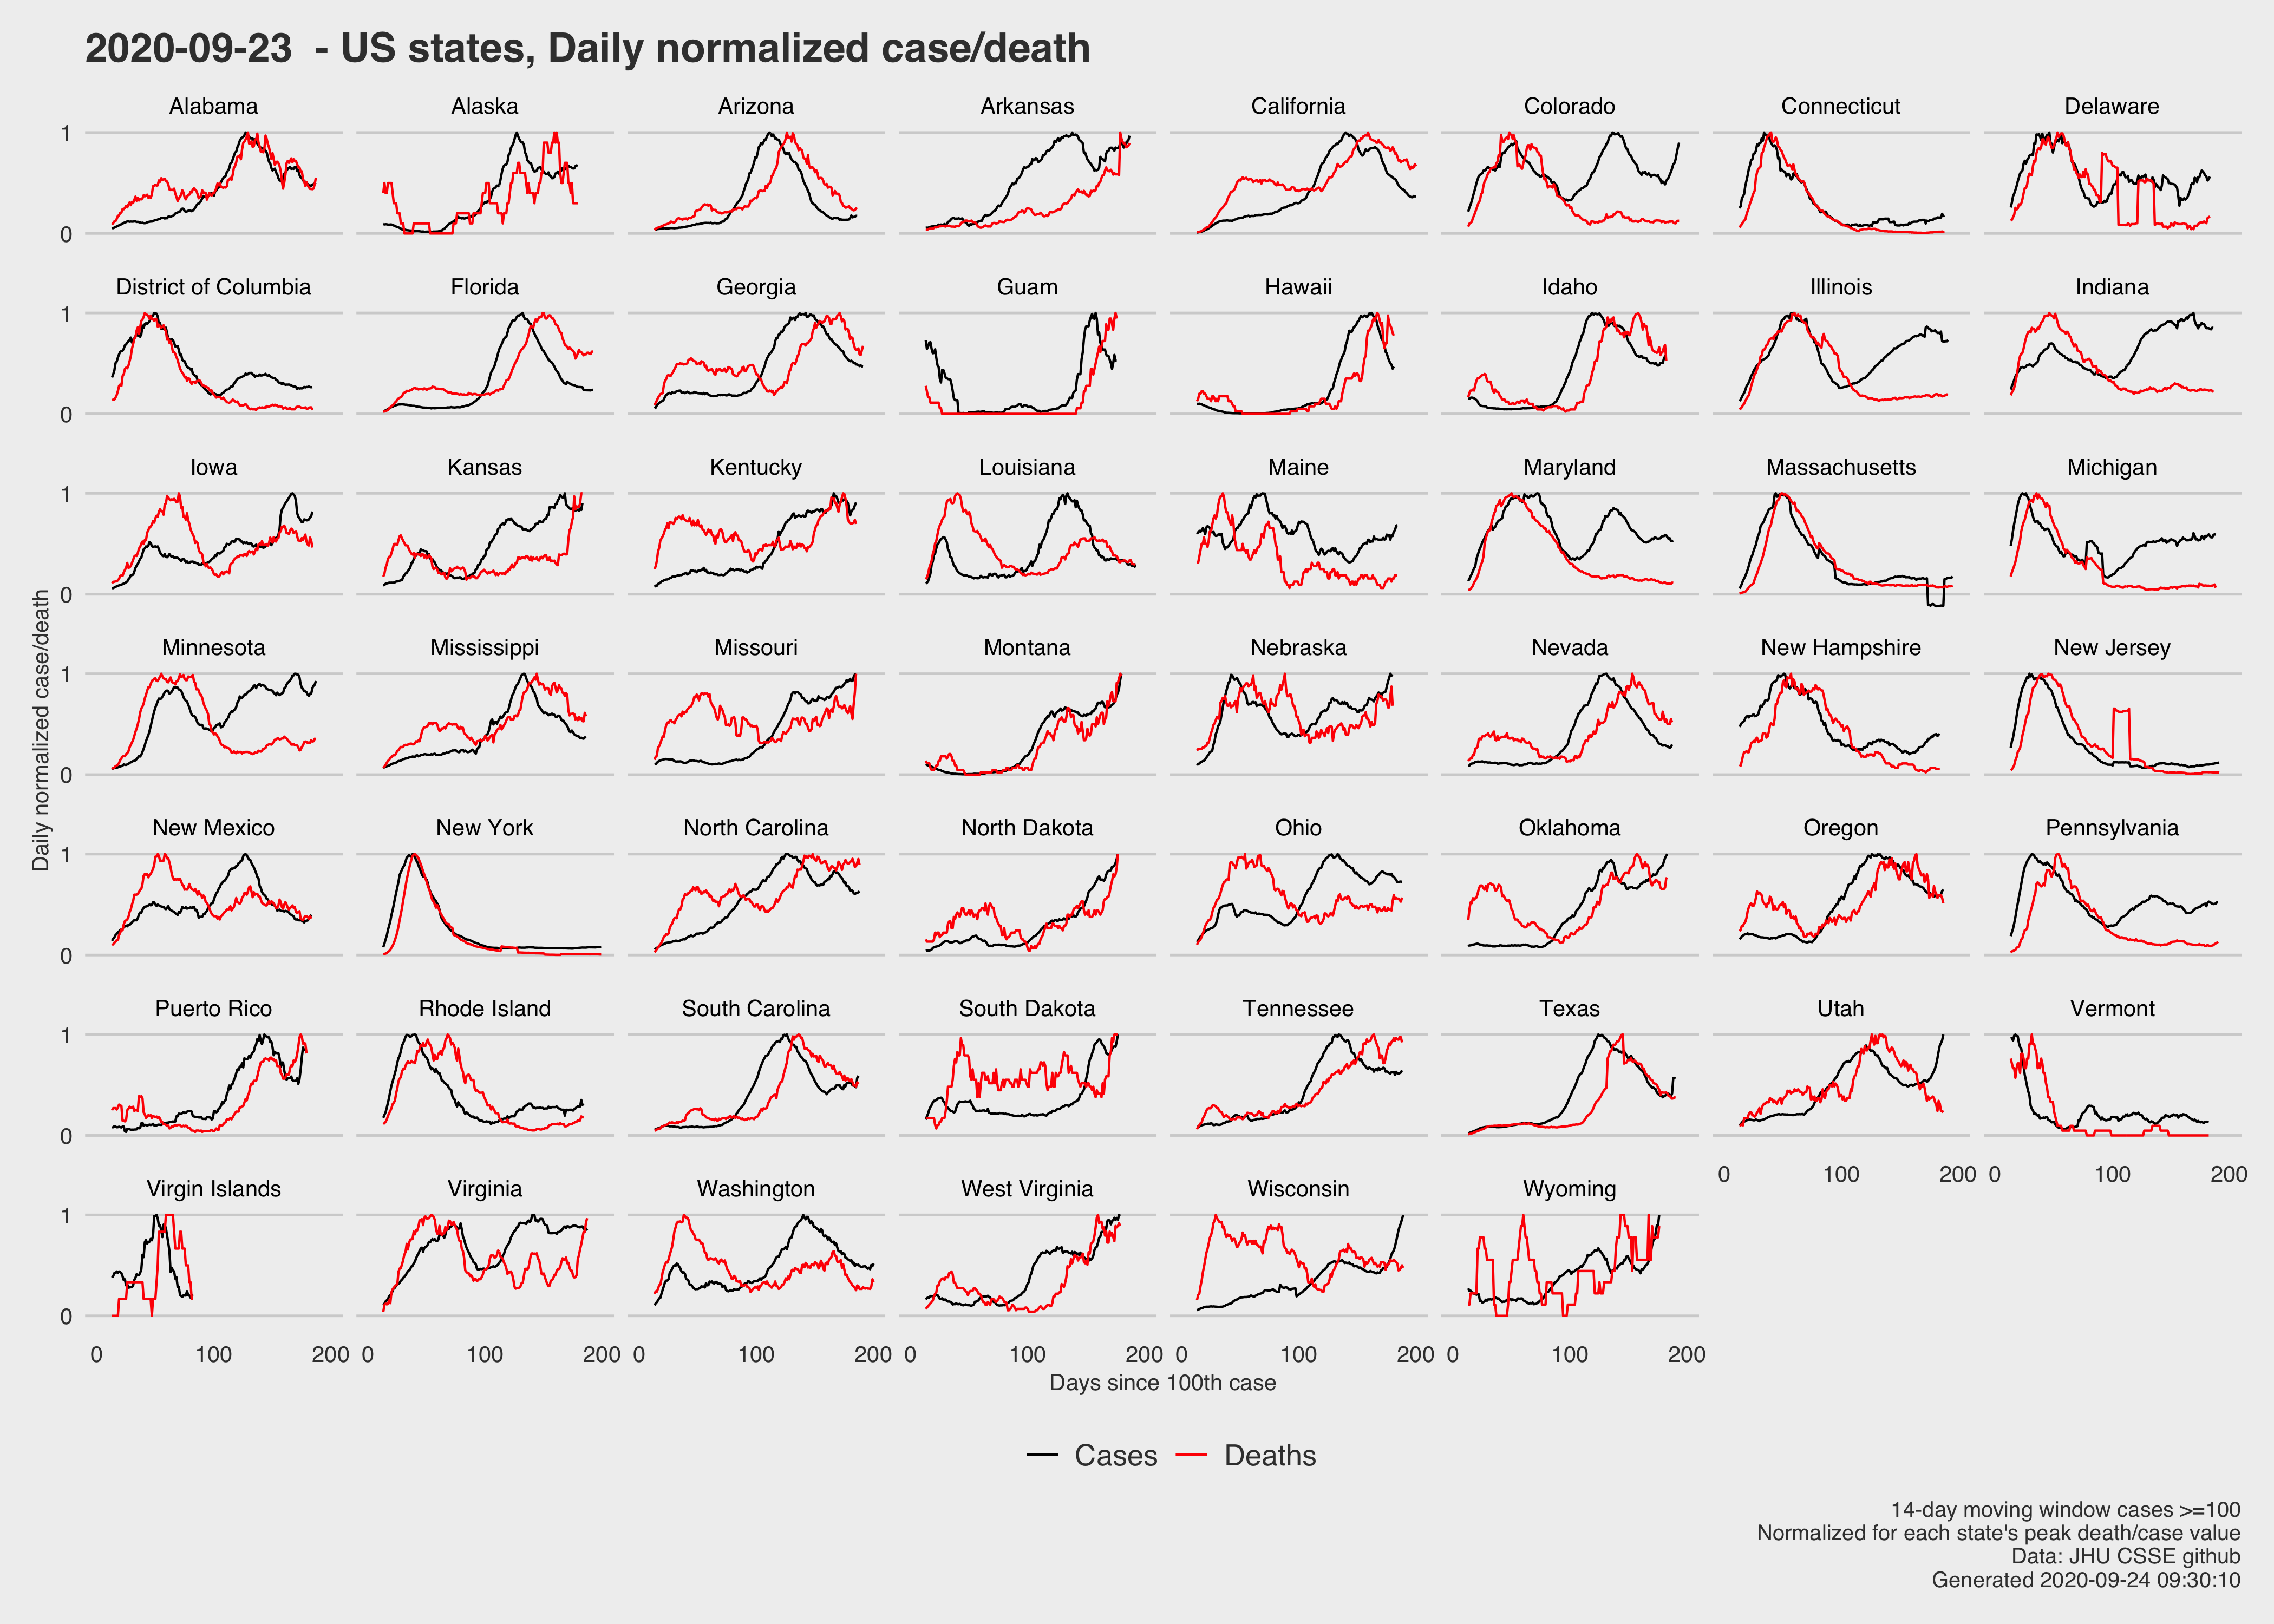 2020-09-23  - US states, Daily normalized case/death
Alabama Alaska Arizona Arkansas California Colorado Connecticut Delaware
1
0
District of Columbia Florida Georgia Guam Hawaii Idaho Illinois Indiana
1
0
Iowa Kansas Kentucky Louisiana Maine Maryland Massachusetts Michigan
1
0
Daily normalized case/death
Minnesota Mississippi Missouri Montana Nebraska Nevada New Hampshire New Jersey
1
0
New Mexico New York North Carolina North Dakota Ohio Oklahoma Oregon Pennsylvania
1
0
Puerto Rico Rhode Island South Carolina South Dakota Tennessee Texas Utah Vermont
1
0
0 100 200 0 100 200
Virgin Islands Virginia Washington West Virginia Wisconsin Wyoming
1
0
0 100 200 0 100 200 0 100 200 0 100 200 0 100 200 0 100 200
Days since 100th case
Cases Deaths
14-day moving window cases >=100
Normalized for each state's peak death/case value
Data: JHU CSSE github
Generated 2020-09-24 09:30:10